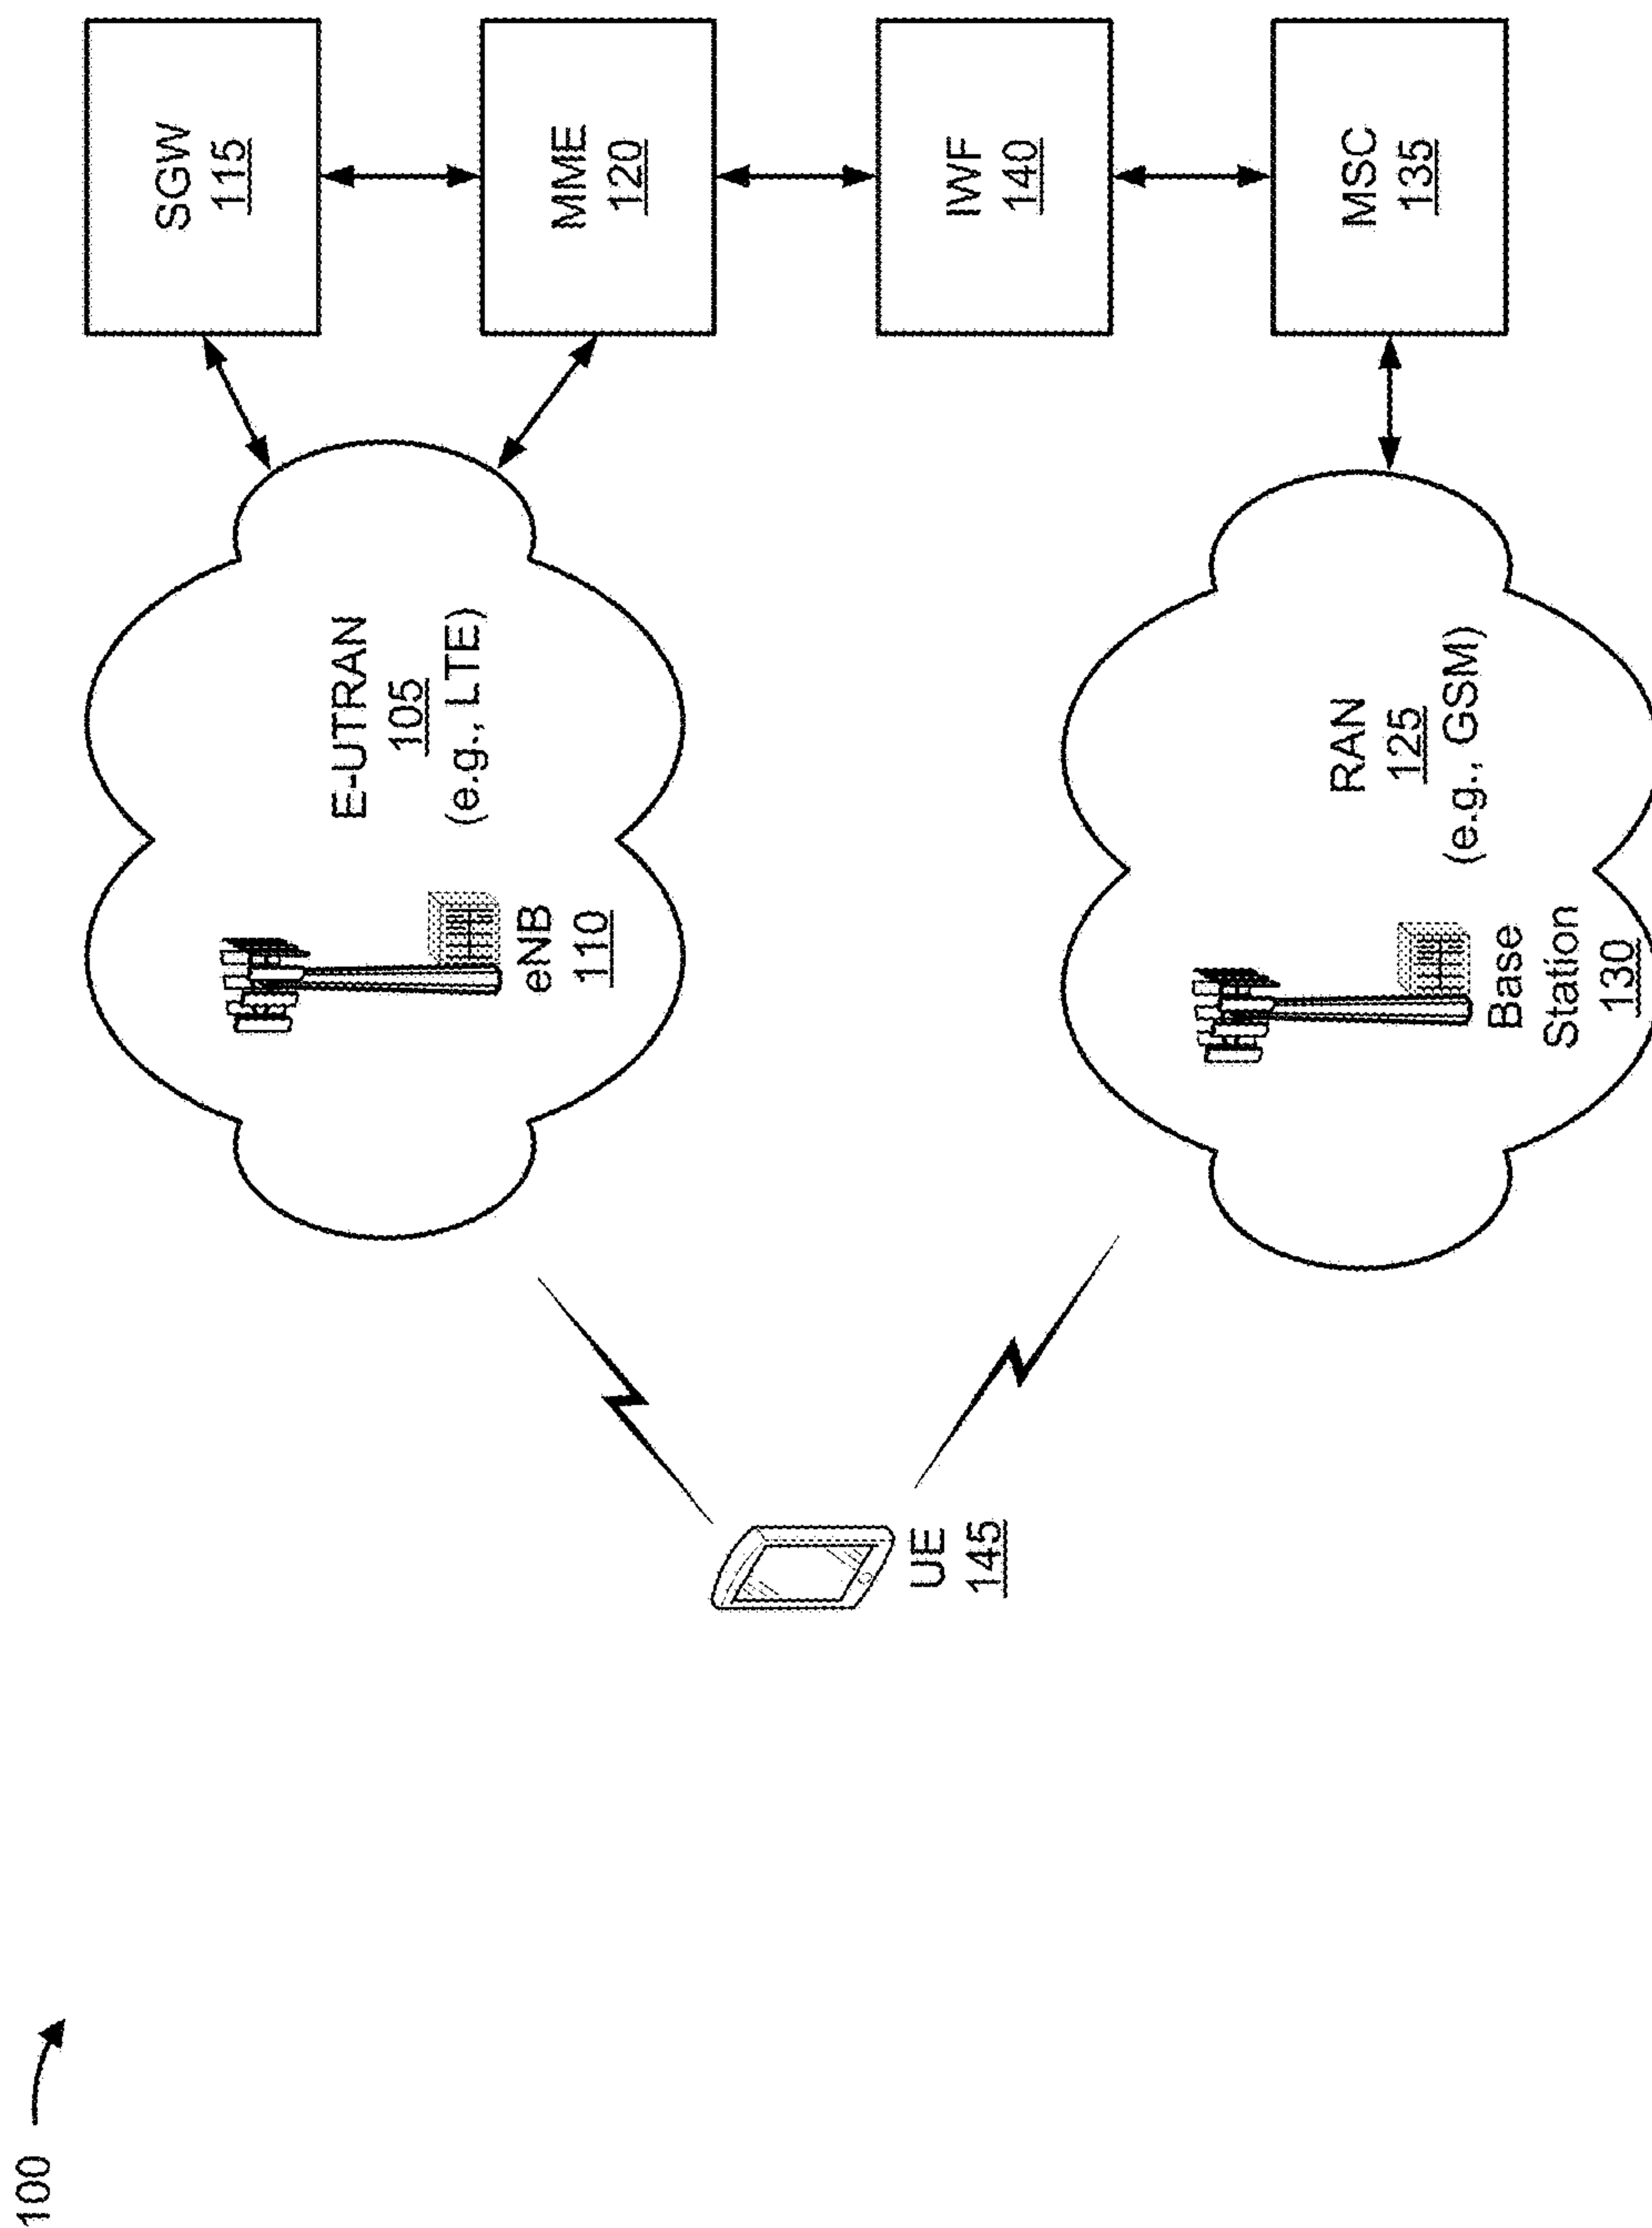 100
E-UTRAN
105
(e.g., LTE)
eNB
110
SGW
115
MME
120
IWF
140
MSC
135
UE
145
RAN
125
(e.g., GSM)
Base
Station
130